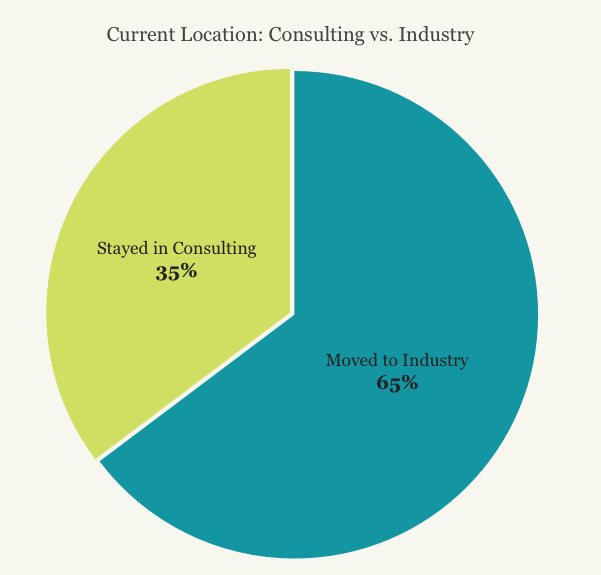 Current Location: Consulting vs. Industry
Stayed in Consulting
35%
Moved to Industry
65%